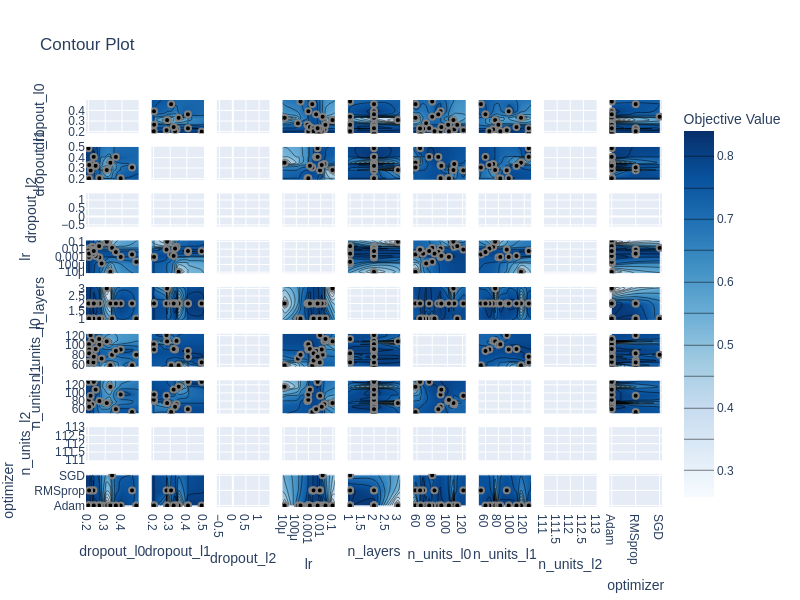 Contour Plot
Objective Value
0.8
0.7
0.6
0.5
0.4
0.3
dropout_l0
0.4
0.3
0.2
dropout_l1
0.5
0.4
0.3
0.2
dropout_l2
1
0.5
0
−0.5
lr
0.1
0.01
0.001
100μ
10μ
n_layers
3
2.5
2
1.5
1
n_units_l0
120
100
80
60
n_units_l1
120
100
80
60
n_units_l2
113
112.5
112
111.5
111
optimizer
SGD
RMSprop
Adam
0.2 0.3 0.4
0.2 0.3 0.4 0.5
−0.5 0 0.5 1
10μ 100μ 0.001 0.01 0.1
1 1.5 2 2.5 3
60 80 100 120
60 80 100 120
111 111.5 112 112.5 113
Adam RMSprop SGD
dropout_l0 dropout_l1 dropout_l2 lr n_layers n_units_l0 n_units_l1 n_units_l2 optimizer